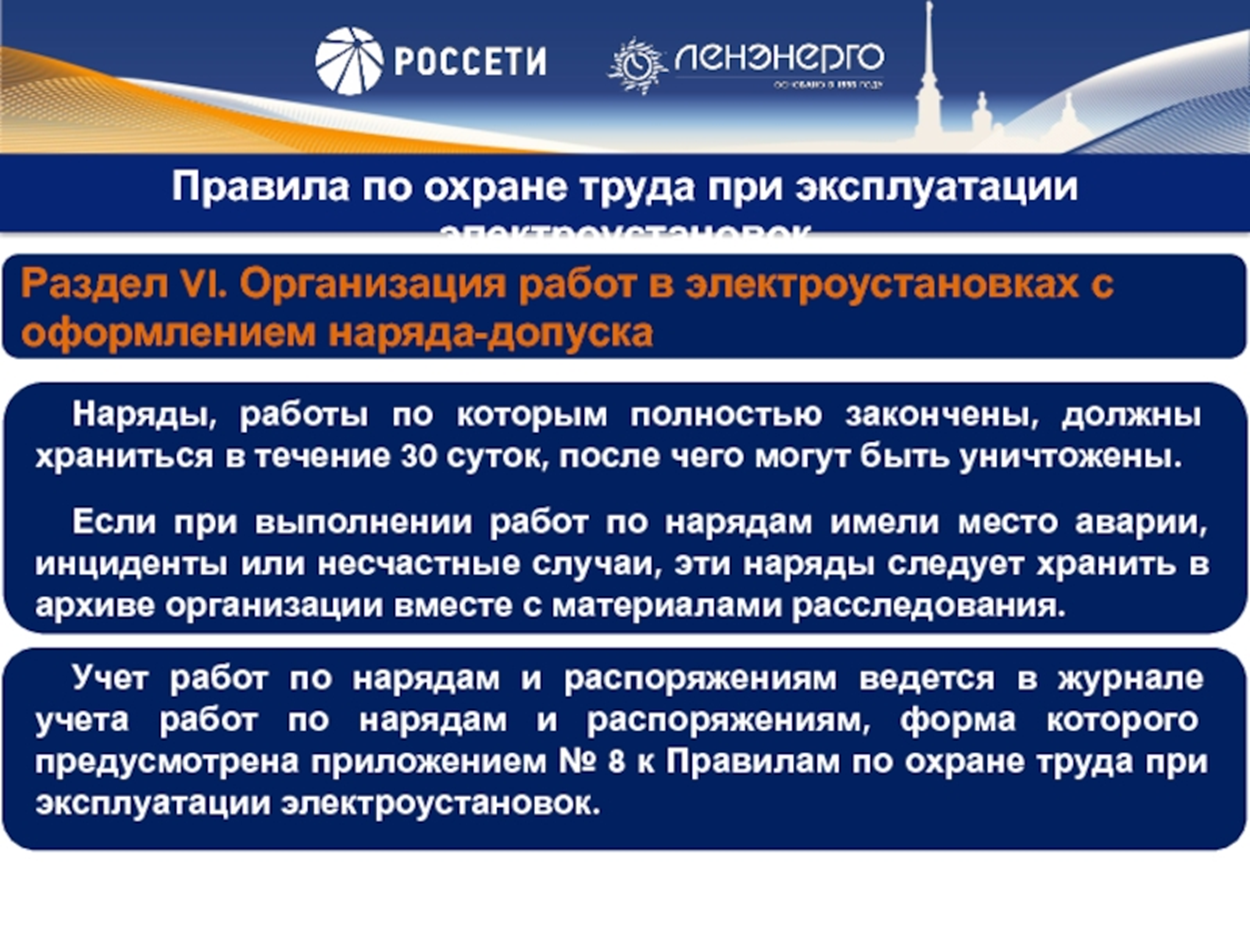 РОССЕТИ
ЛЕНЭНЕРГО
ОСНОВАНО В 1886 ГОДУ
Правила по охране труда при эксплуатации
электроустановок
Раздел VI. Организация работ в электроустановках с
оформлением наряда-допуска
Наряды, работы по которым полностью закончены, должны
храниться в течение 30 суток, после чего могут быть уничтожены.
Если при выполнении работ по нарядам имели место аварии,
инциденты или несчастные случаи, эти наряды следует хранить в
архиве организации вместе с материалами расследования.
Учет работ по нарядам и распоряжениям ведется в журнале
учета работ по нарядам и распоряжениям, форма которого
предусмотрена приложением № 8 к Правилам по охране труда при
эксплуатации электроустановок.